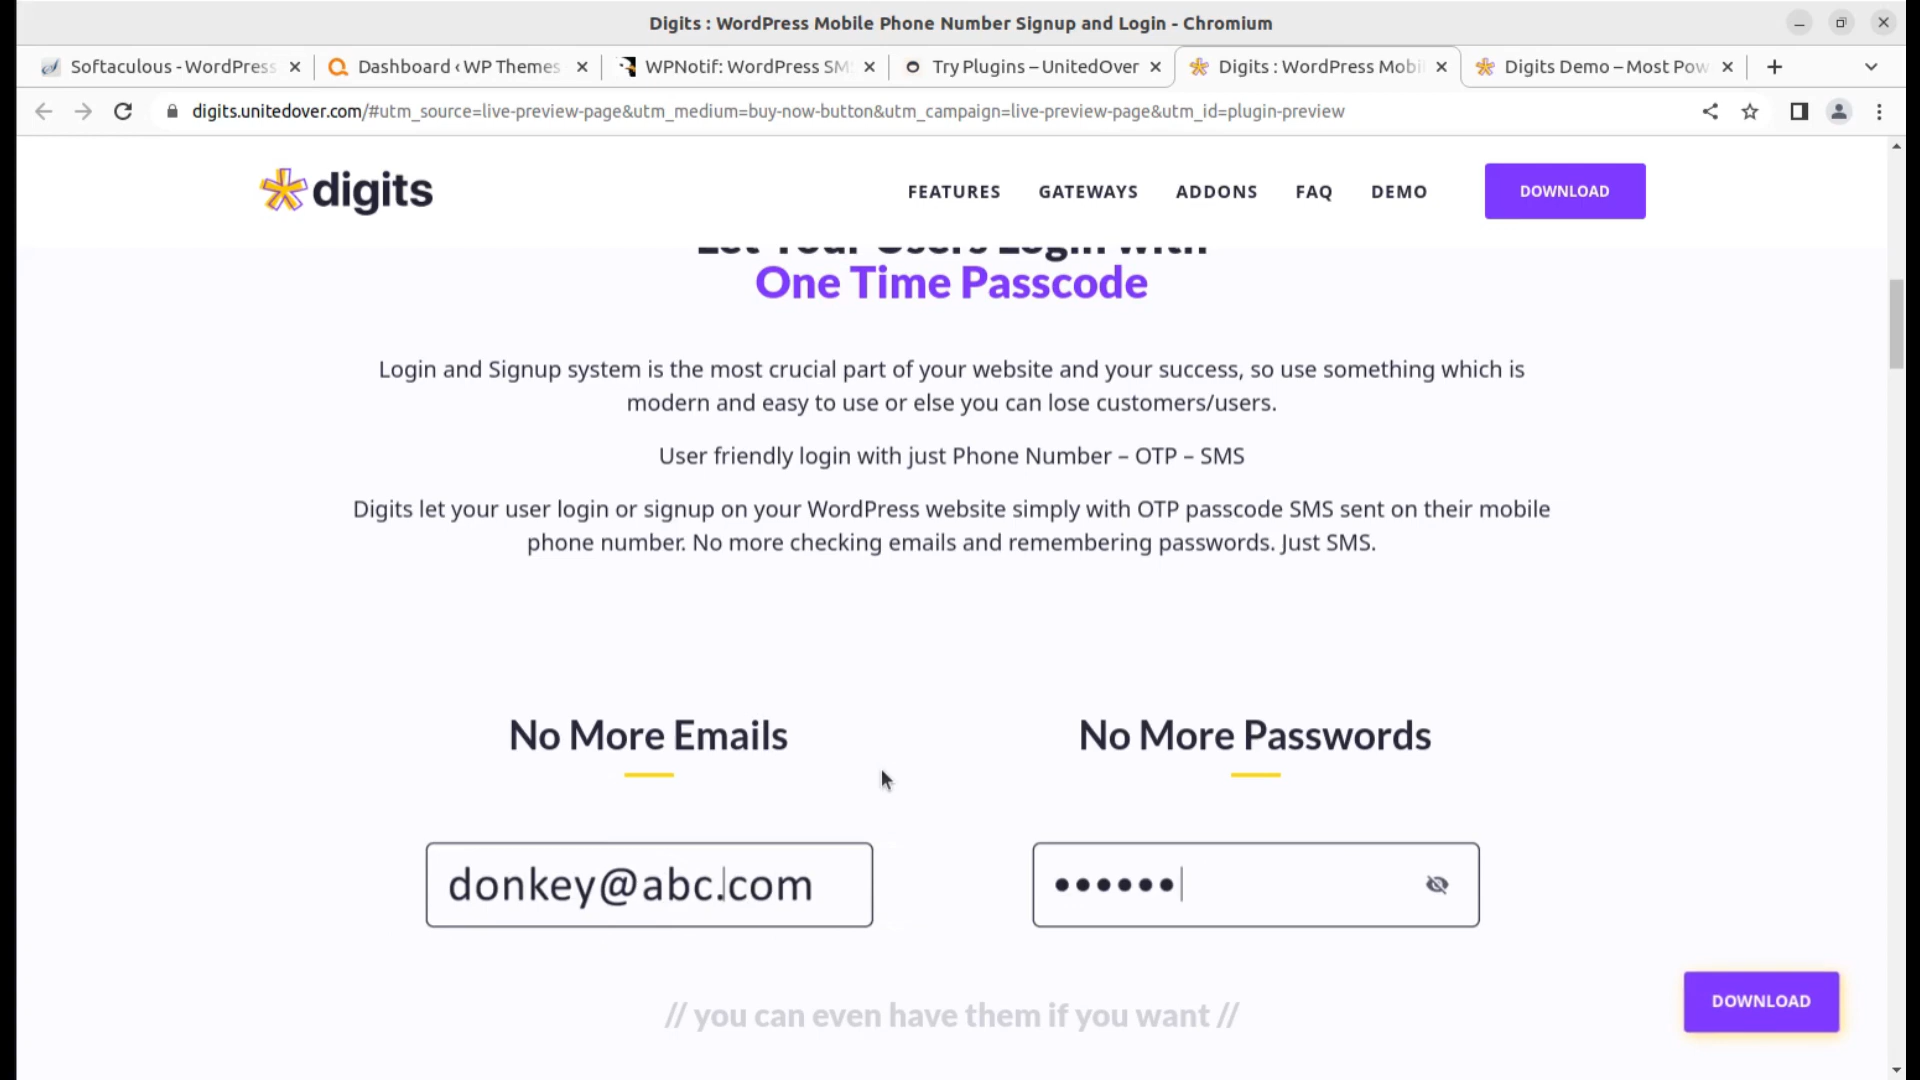 Digits : WordPress Mobile Phone Number Signup and Login - Chromium
Softaculous - WordPress
Dashboard ‹ WP Themes
WPNotif: WordPress SM
Try Plugins – UnitedOver
Digits : WordPress Mobi
Digits Demo – Most Pow
digits.unitedover.com/#utm_source=live-preview-page&utm_medium=buy-now-button&utm_campaign=live-preview-page&utm_id=plugin-preview
digits
FEATURES
GATEWAYS
ADDONS
FAQ
DEMO
DOWNLOAD
Let Your Users Login with
One Time Passcode
Login and Signup system is the most crucial part of your website and your success, so use something which is
modern and easy to use or else you can lose customers/users.
User friendly login with just Phone Number – OTP – SMS
Digits let your user login or signup on your WordPress website simply with OTP passcode SMS sent on their mobile
phone number. No more checking emails and remembering passwords. Just SMS.
No More Emails
No More Passwords
donkey@abc.com
// you can even have them if you want //
DOWNLOAD